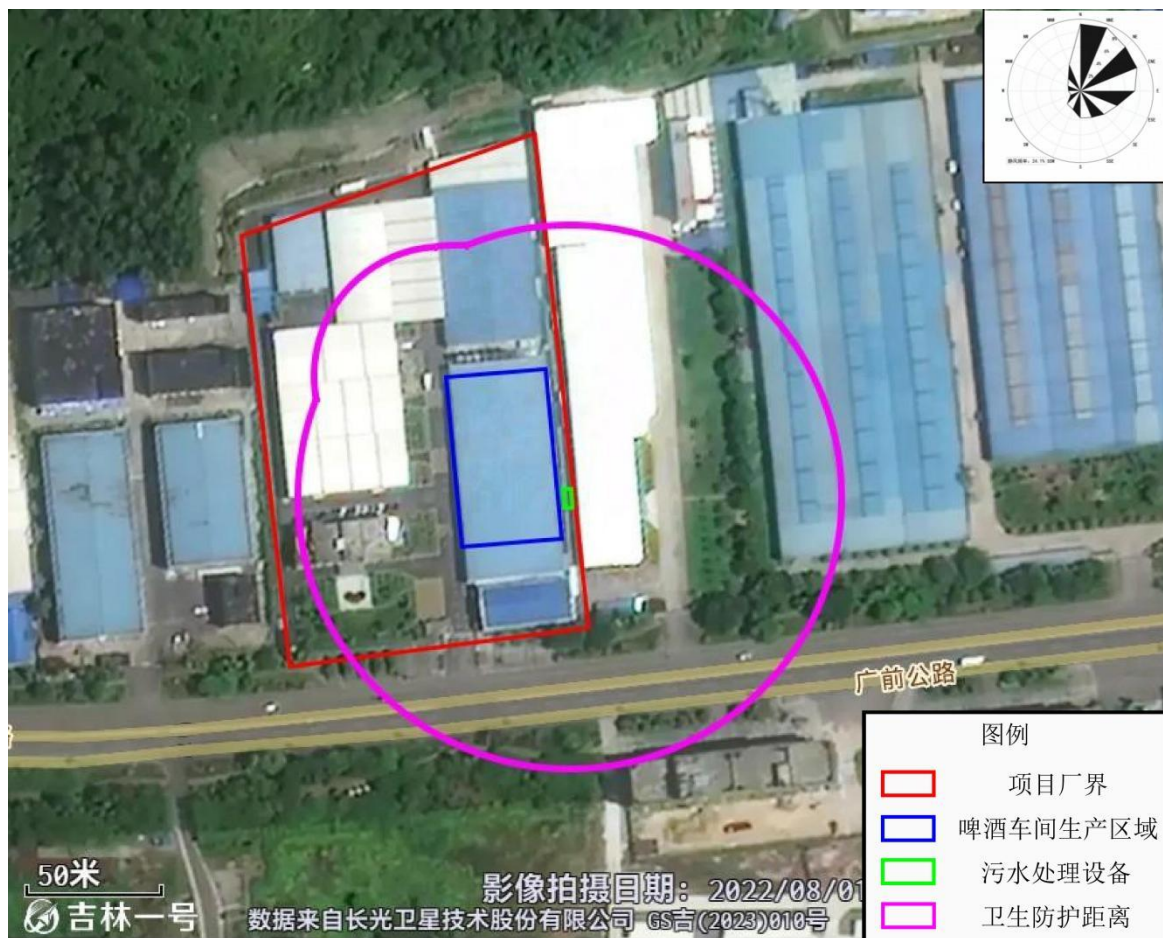 广前公路
图例
项目厂界
啤酒车间生产区域
污水处理设备
卫生防护距离
50米
影像拍摄日期：2022/08/01
吉林一号
数据来自长光卫星技术股份有限公司 GS吉(2023)010号